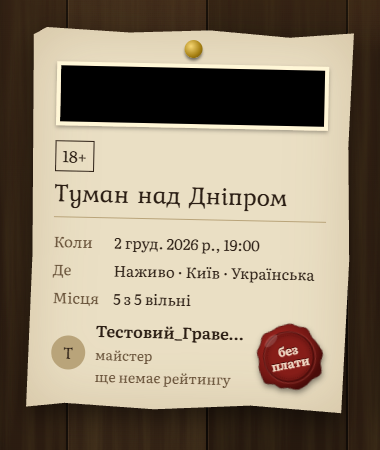 18+
Туман над Дніпром
Коли 2 груд. 2026 р., 19:00
Де Наживо · Київ · Українська
Місця 5 з 5 вільні
Тестовий_Граве...
Т
майстер
ще немає рейтингу
без
плати